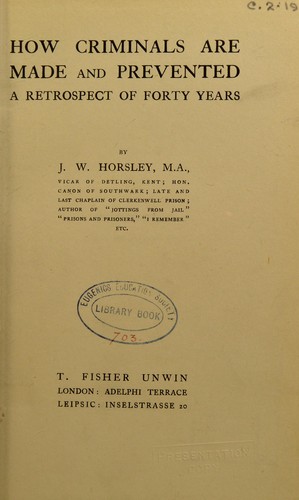 C.2.19
HOW CRIMINALS ARE
MADE AND PREVENTED
A RETROSPECT OF FORTY YEARS
BY
J. W. HORSLEY, M.A.,
VICAR OF DETLING, KENT; HON.
CANON OF SOUTHWARK; LATE AND
LAST CHAPLAIN OF CLERKENWELL PRISON;
AUTHOR OF "JOTTINGS FROM JAIL"
"PRISONS AND PRISONERS," "I REMEMBER"
ETC.
EUGENICS EDUCATION SOCIETY
LIBRARY BOOK
703.
T. FISHER UNWIN
LONDON: ADELPHI TERRACE
LEIPSIC: INSELSTRASSE 20
PRESENTATION